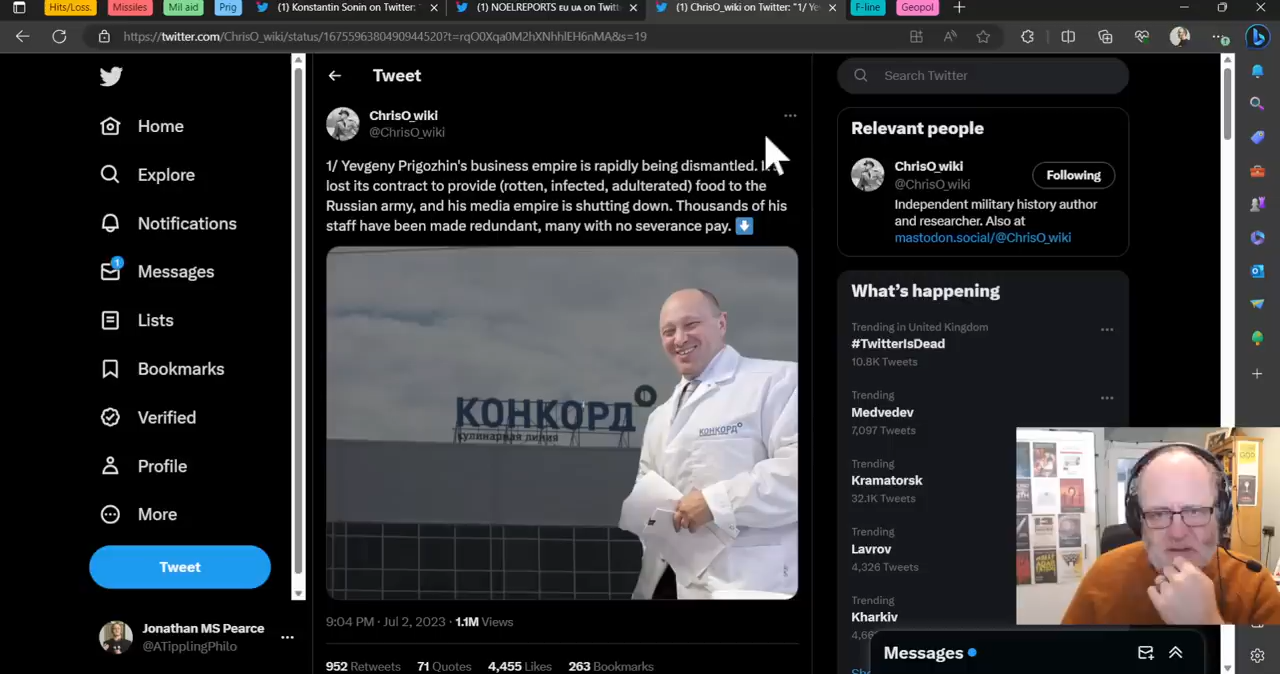 Hits/Loss.
Missiles
Mil aid
Prig
(1) Konstantin Sonin on Twitter:
(1) NOELREPORTS EU UA on Twitt
(1) ChrisO_wiki on Twitter: "1/ Ye
F-line
Geopol
https://twitter.com/ChrisO_wiki/status/1675596380490944520?t=rqO0Xqa0M2hXNhhlEH6nMA&s=19
Home
Explore
Notifications
1
Messages
Lists
Bookmarks
Verified
Profile
More
Tweet
Jonathan MS Pearce
@ATipplingPhilo
Tweet
ChrisO_wiki
@ChrisO_wiki
1/ Yevgeny Prigozhin's business empire is rapidly being dismantled.
lost its contract to provide (rotten, infected, adulterated) food to the
Russian army, and his media empire is shutting down. Thousands of his
staff have been made redundant, many with no severance pay.
КОНКОРД
кулинарная линия
КОНКОРД
9:04 PM · Jul 2, 2023 · 1.1M Views
952 Retweets 71 Quotes 4,455 Likes 263 Bookmarks
Search Twitter
Relevant people
ChrisO_wiki
@ChrisO_wiki
Following
Independent military history author
and researcher. Also at
mastodon.social/@ChrisO_wiki
What's happening
Trending in United Kingdom
#TwitterIsDead
10.8K Tweets
Trending
Medvedev
7,097 Tweets
Trending
Kramatorsk
32.1K Tweets
Trending
Lavrov
4,326 Tweets
Trending
Kharkiv
Messages